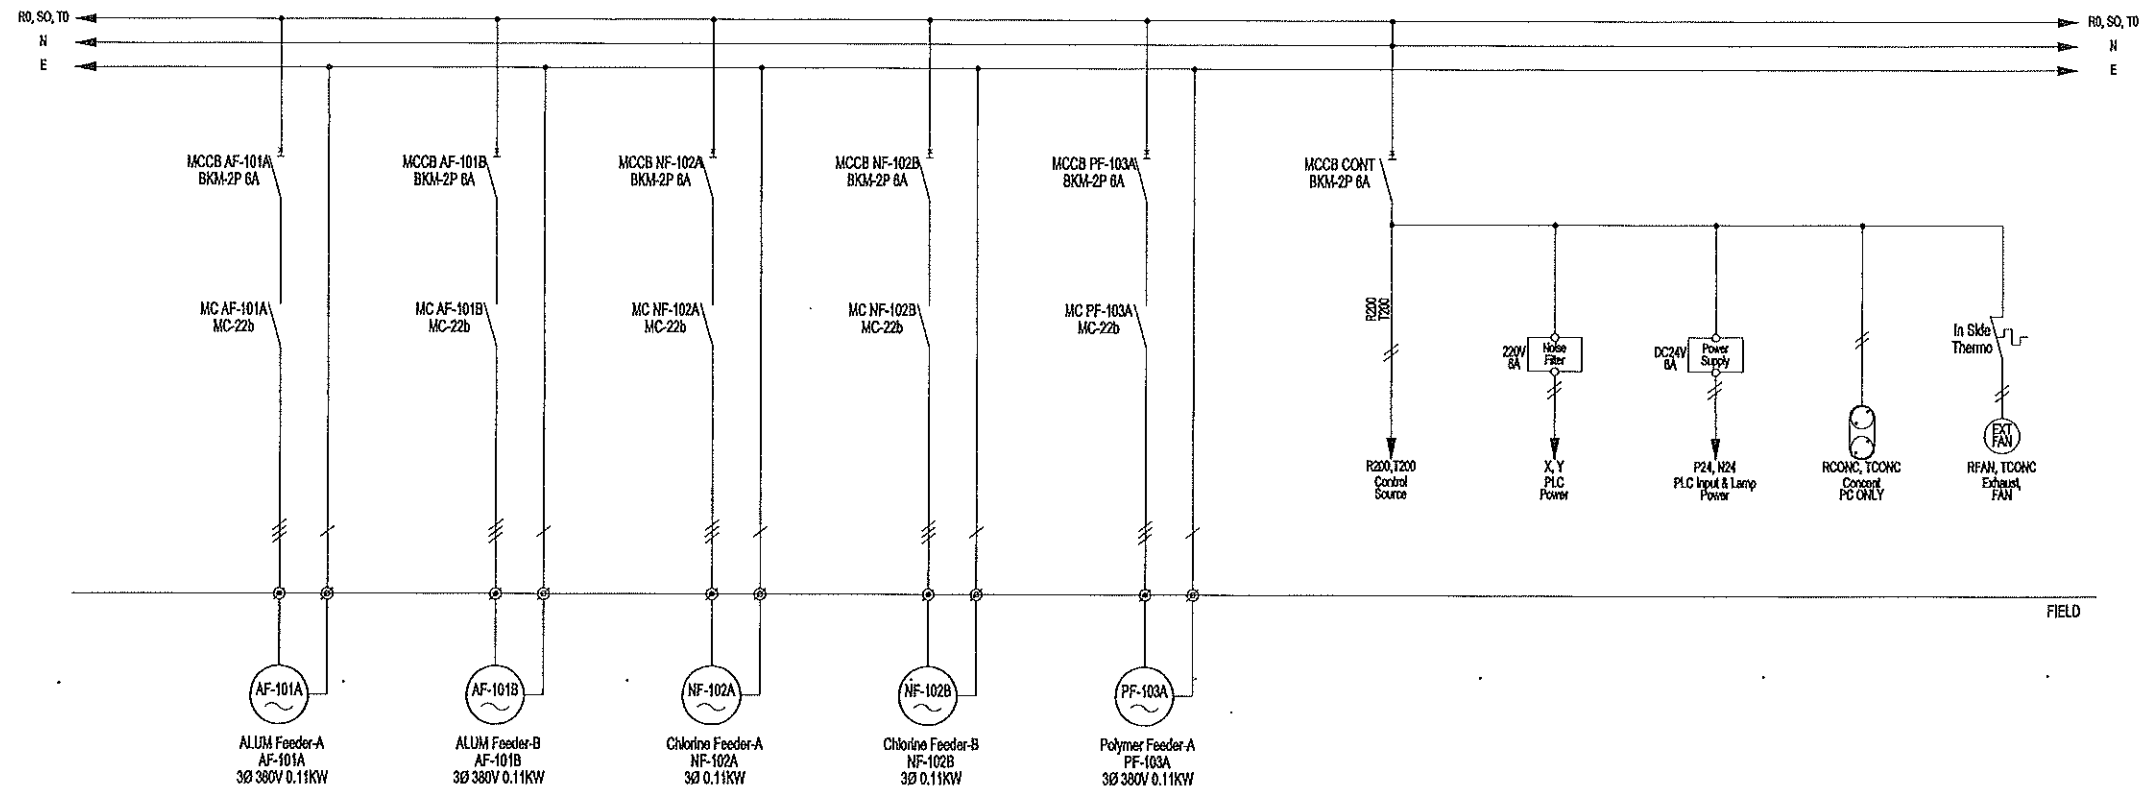 R0, S0, T0
N
E
R0, S0, T0
N
E
MCCB AF-101A
BKM-2P 6A
MCCB AF-101B
BKM-2P 6A
MCCB NF-102A
BKM-2P 6A
MCCB NF-102B
BKM-2P 6A
MCCB PF-103A
BKM-2P 6A
MCCB CONT
BKM-2P 6A
MC AF-101A
MC-22b
MC AF-101B
MC-22b
MC NF-102A
MC-22b
MC NF-102B
MC-22b
MC PF-103A
MC-22b
R200
T200
220V
6A
Noise
Filter
DC24V
6A
Power
Supply
In Side
Thermo
EXT
FAN
R200,T200
Control
Source
X, Y
PLC
Power
P24, N24
PLC Input & Lamp
Power
RCONC, TCONC
Concent
PC ONLY
RFAN, TCONC
Exhaust,
FAN
FIELD
AF-101A
AF-101B
NF-102A
NF-102B
PF-103A
ALUM Feeder-A
AF-101A
3Ø 380V 0.11KW
ALUM Feeder-B
AF-101B
3Ø 380V 0.11KW
Chlorine Feeder-A
NF-102A
3Ø 0.11KW
Chlorine Feeder-B
NF-102B
3Ø 0.11KW
Polymer Feeder-A
PF-103A
3Ø 380V 0.11KW